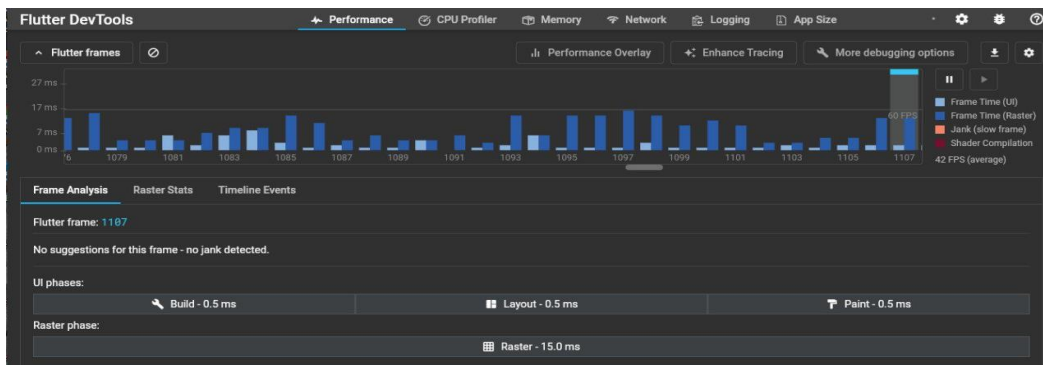 Flutter DevTools
Performance
CPU Profiler
Memory
Network
Logging
App Size
Flutter frames
Performance Overlay
Enhance Tracing
More debugging options
27 ms
17 ms
7 ms
0 ms
60 FPS
Frame Time (UI)
Frame Time (Raster)
Jank (slow frame)
Shader Compilation
42 FPS (average)
'6 1079 1081 1083 1085 1087 1089 1091 1093 1095 1097 1099 1101 1103 1105 1107
Frame Analysis
Raster Stats
Timeline Events
Flutter frame: 1107
No suggestions for this frame - no jank detected.
UI phases:
Build - 0.5 ms
Layout - 0.5 ms
Paint - 0.5 ms
Raster phase:
Raster - 15.0 ms